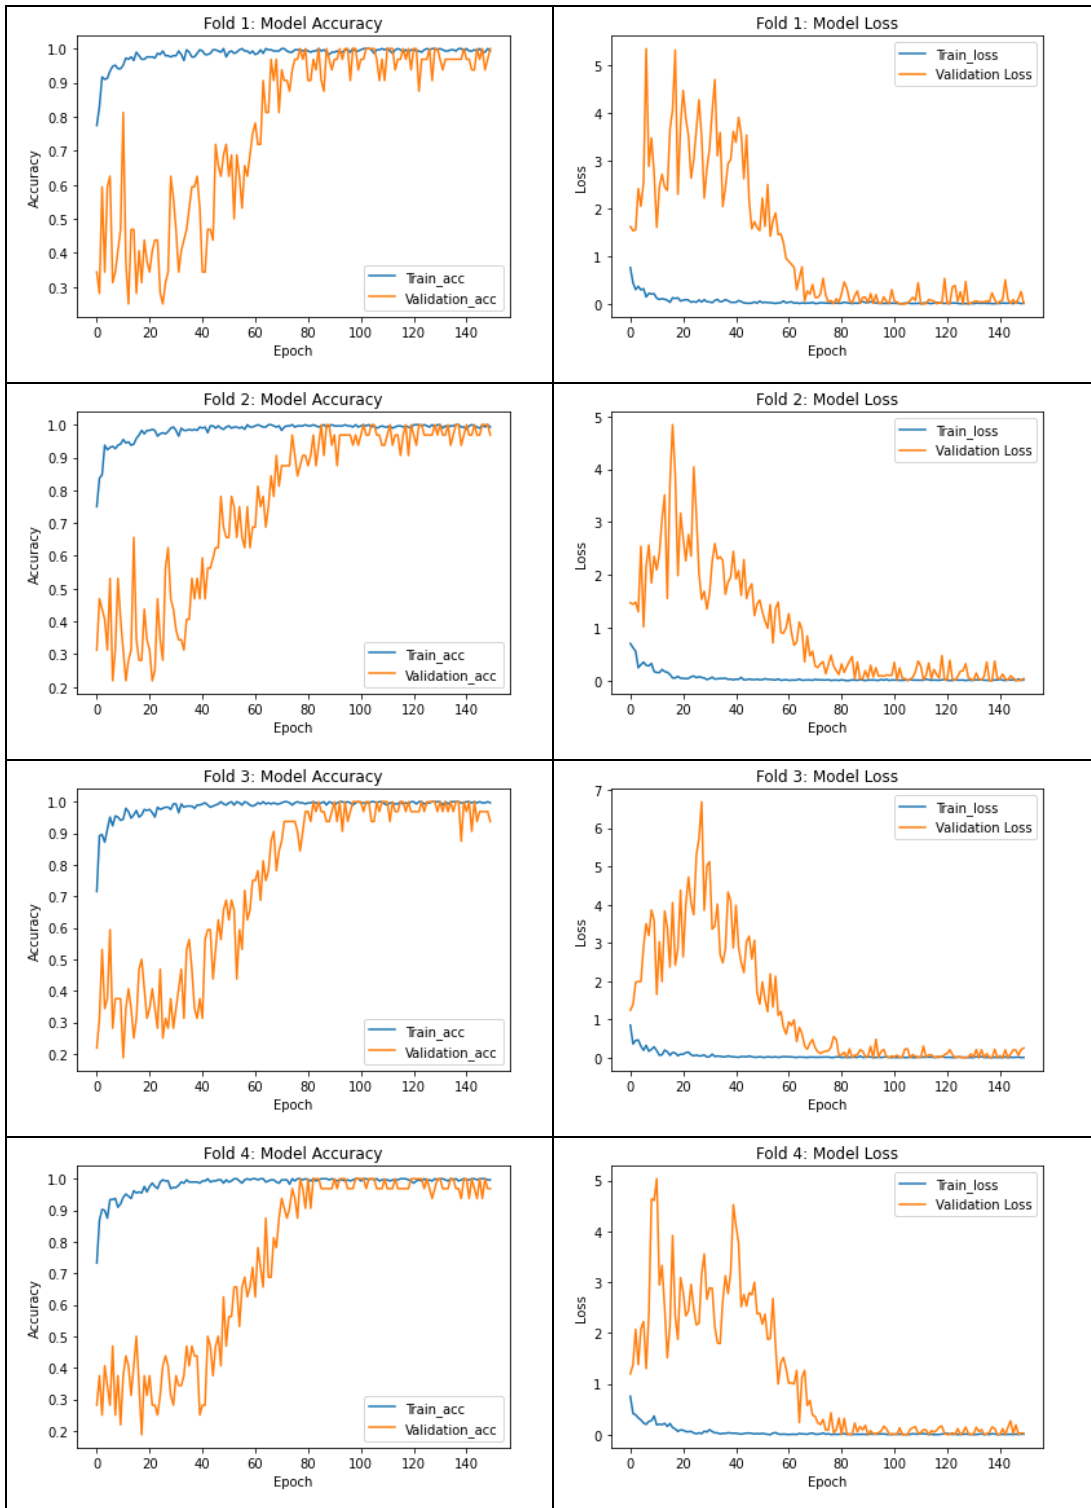 Fold 1: Model Accuracy
Accuracy
1.0
0.9
0.8
0.7
0.6
0.5
0.4
0.3
Train_acc
Validation_acc
0 20 40 60 80 100 120 140
Epoch
Fold 1: Model Loss
Loss
5
4
3
2
1
0
Train_loss
Validation Loss
0 20 40 60 80 100 120 140
Epoch
Fold 2: Model Accuracy
Accuracy
1.0
0.9
0.8
0.7
0.6
0.5
0.4
0.3
0.2
Train_acc
Validation_acc
0 20 40 60 80 100 120 140
Epoch
Fold 2: Model Loss
Loss
5
4
3
2
1
0
Train_loss
Validation Loss
0 20 40 60 80 100 120 140
Epoch
Fold 3: Model Accuracy
Accuracy
1.0
0.9
0.8
0.7
0.6
0.5
0.4
0.3
0.2
Train_acc
Validation_acc
0 20 40 60 80 100 120 140
Epoch
Fold 3: Model Loss
Loss
7
6
5
4
3
2
1
0
Train_loss
Validation Loss
0 20 40 60 80 100 120 140
Epoch
Fold 4: Model Accuracy
Accuracy
1.0
0.9
0.8
0.7
0.6
0.5
0.4
0.3
0.2
Train_acc
Validation_acc
0 20 40 60 80 100 120 140
Epoch
Fold 4: Model Loss
Loss
5
4
3
2
1
0
Train_loss
Validation Loss
0 20 40 60 80 100 120 140
Epoch